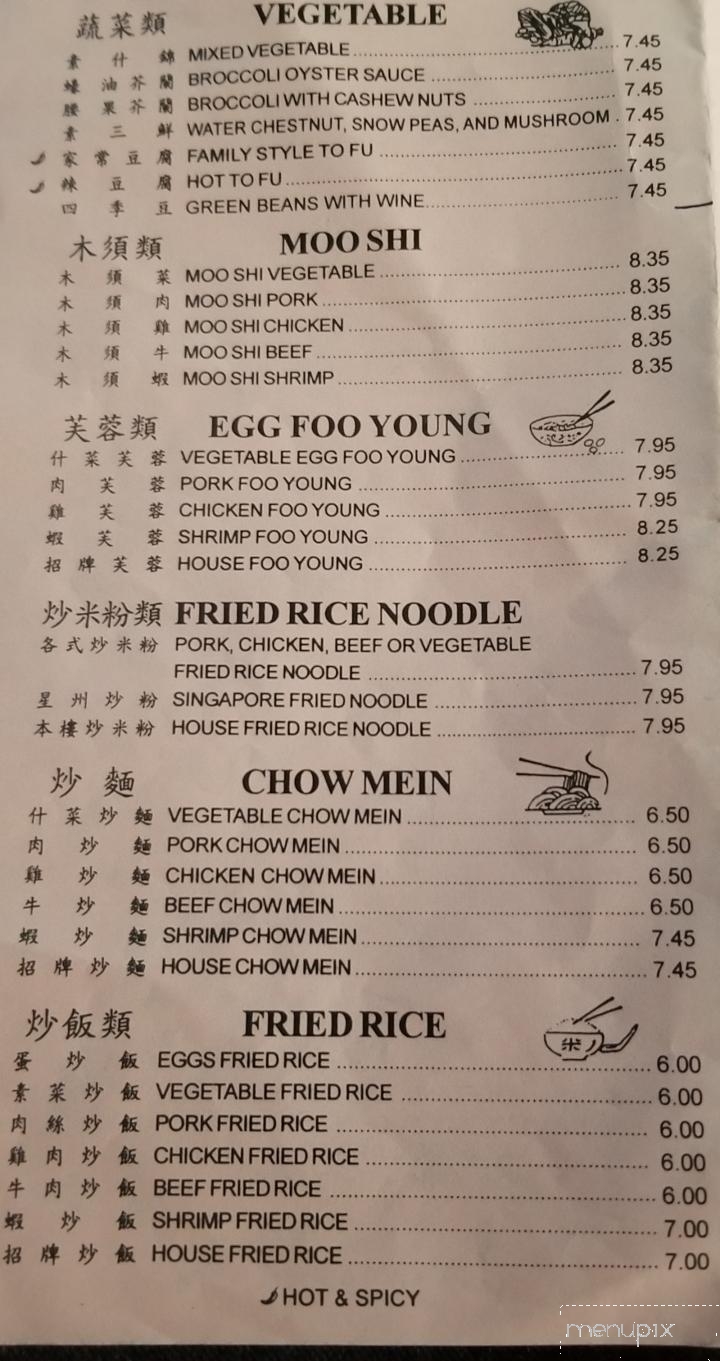 蔬菜類 VEGETABLE
素什錦 MIXED VEGETABLE 7.45
蠔油芥蘭 BROCCOLI OYSTER SAUCE 7.45
腰果芥蘭 BROCCOLI WITH CASHEW NUTS 7.45
素三鮮 WATER CHESTNUT, SNOW PEAS, AND MUSHROOM 7.45
家常豆腐 FAMILY STYLE TO FU 7.45
辣豆腐 HOT TO FU 7.45
四季豆 GREEN BEANS WITH WINE 7.45
木須類 MOO SHI
木須菜 MOO SHI VEGETABLE 8.35
木須肉 MOO SHI PORK 8.35
木須雞 MOO SHI CHICKEN 8.35
木須牛 MOO SHI BEEF 8.35
木須蝦 MOO SHI SHRIMP 8.35
芙蓉類 EGG FOO YOUNG
什菜芙蓉 VEGETABLE EGG FOO YOUNG 7.95
肉芙蓉 PORK FOO YOUNG 7.95
雞芙蓉 CHICKEN FOO YOUNG 7.95
蝦芙蓉 SHRIMP FOO YOUNG 8.25
招牌芙蓉 HOUSE FOO YOUNG 8.25
炒米粉類 FRIED RICE NOODLE
各式炒米粉 PORK, CHICKEN, BEEF OR VEGETABLE
FRIED RICE NOODLE 7.95
星州炒粉 SINGAPORE FRIED NOODLE 7.95
本樓炒米粉 HOUSE FRIED RICE NOODLE 7.95
炒麵 CHOW MEIN
什菜炒麵 VEGETABLE CHOW MEIN 6.50
肉炒麵 PORK CHOW MEIN 6.50
雞炒麵 CHICKEN CHOW MEIN 6.50
牛炒麵 BEEF CHOW MEIN 6.50
蝦炒麵 SHRIMP CHOW MEIN 7.45
招牌炒麵 HOUSE CHOW MEIN 7.45
炒飯類 FRIED RICE
米
蛋炒飯 EGGS FRIED RICE 6.00
素菜炒飯 VEGETABLE FRIED RICE 6.00
肉絲炒飯 PORK FRIED RICE 6.00
雞肉炒飯 CHICKEN FRIED RICE 6.00
牛肉炒飯 BEEF FRIED RICE 6.00
蝦炒飯 SHRIMP FRIED RICE 7.00
招牌炒飯 HOUSE FRIED RICE 7.00
HOT & SPICY
menupix